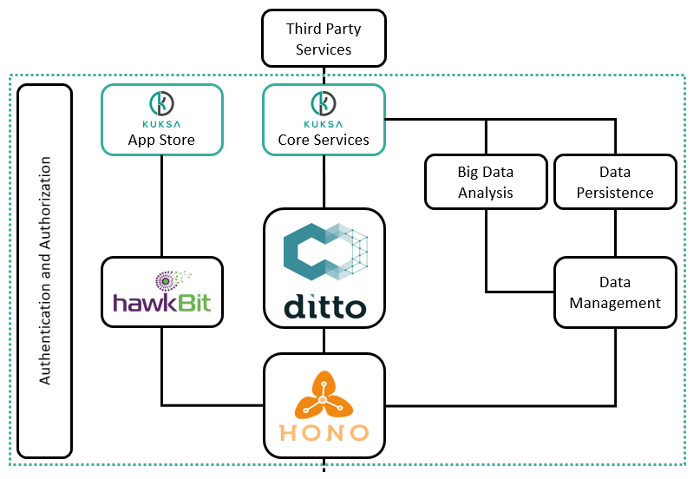 Third Party
Services
Authentication and Authorization
KUKSA
App Store
KUKSA
Core Services
Big Data
Analysis
Data
Persistence
hawkBit
ditto
Data
Management
HONO